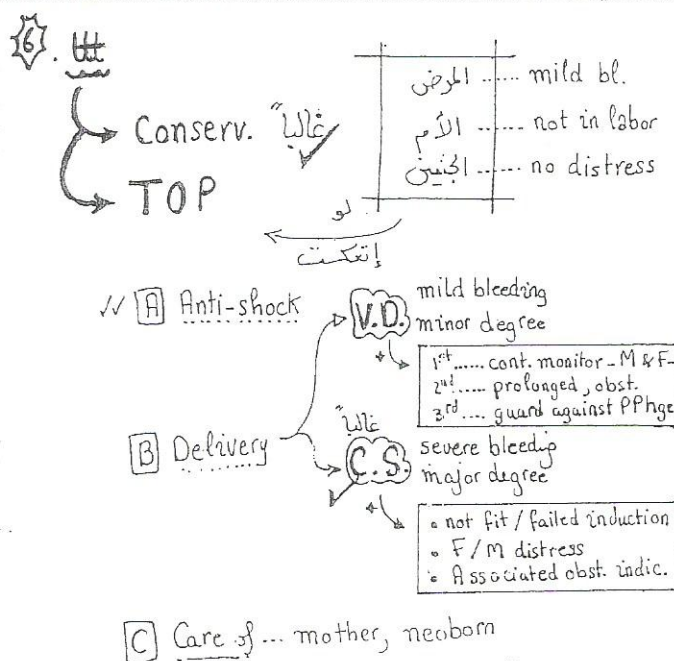 6. ttt
Conserv. غالباً
TOP
المرض ...... mild bl.
الأم ...... not in labor
الجنين ...... no distress
لو
إتعكست
A Anti-shock
V.D. mild bleeding
minor degree
1st ...... cont. monitor - M & F -
2nd ..... prolonged, obst.
3rd .... guard against PPhge
B Delivery
غالباً
C.S. severe bleedig
major degree
• not fit / failed induction
• F/M distress
• Associated obst. indic.
C Care of ... mother, neoborn